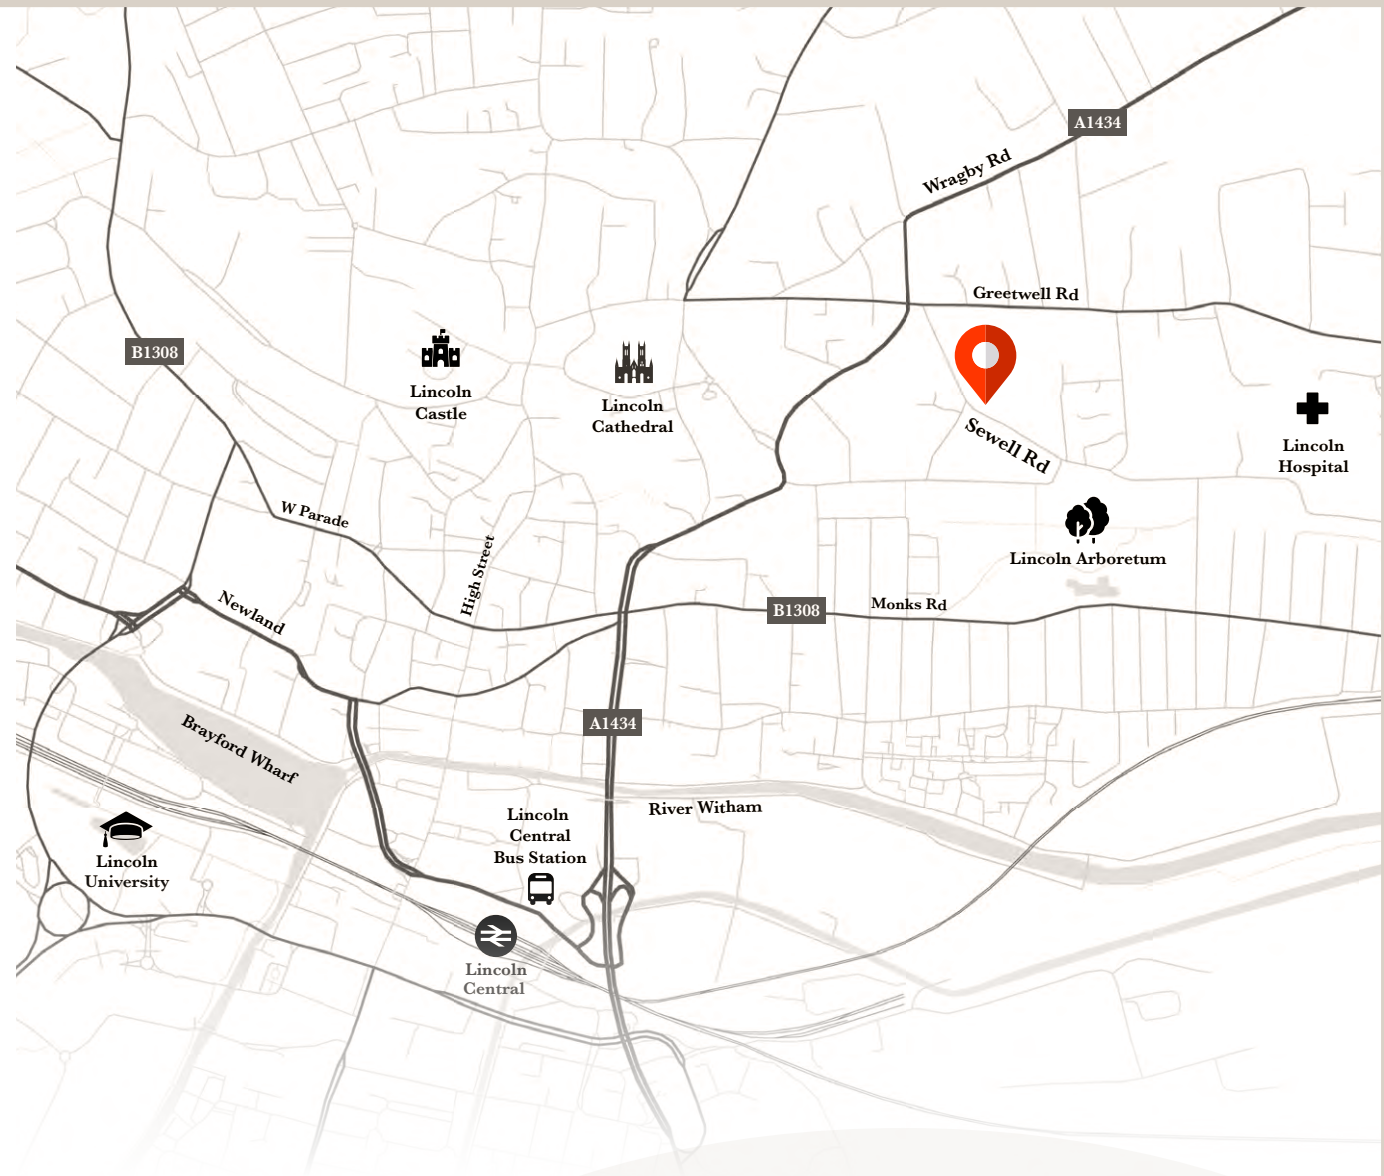 A1434
Wragby Rd
Greetwell Rd
B1308
Lincoln
Castle
Lincoln
Cathedral
Sewell Rd
Lincoln
Hospital
W Parade
High Street
Lincoln Arboretum
Newland
B1308
Monks Rd
Brayford Wharf
A1434
River Witham
Lincoln
Central
Bus Station
Lincoln
University
Lincoln
Central